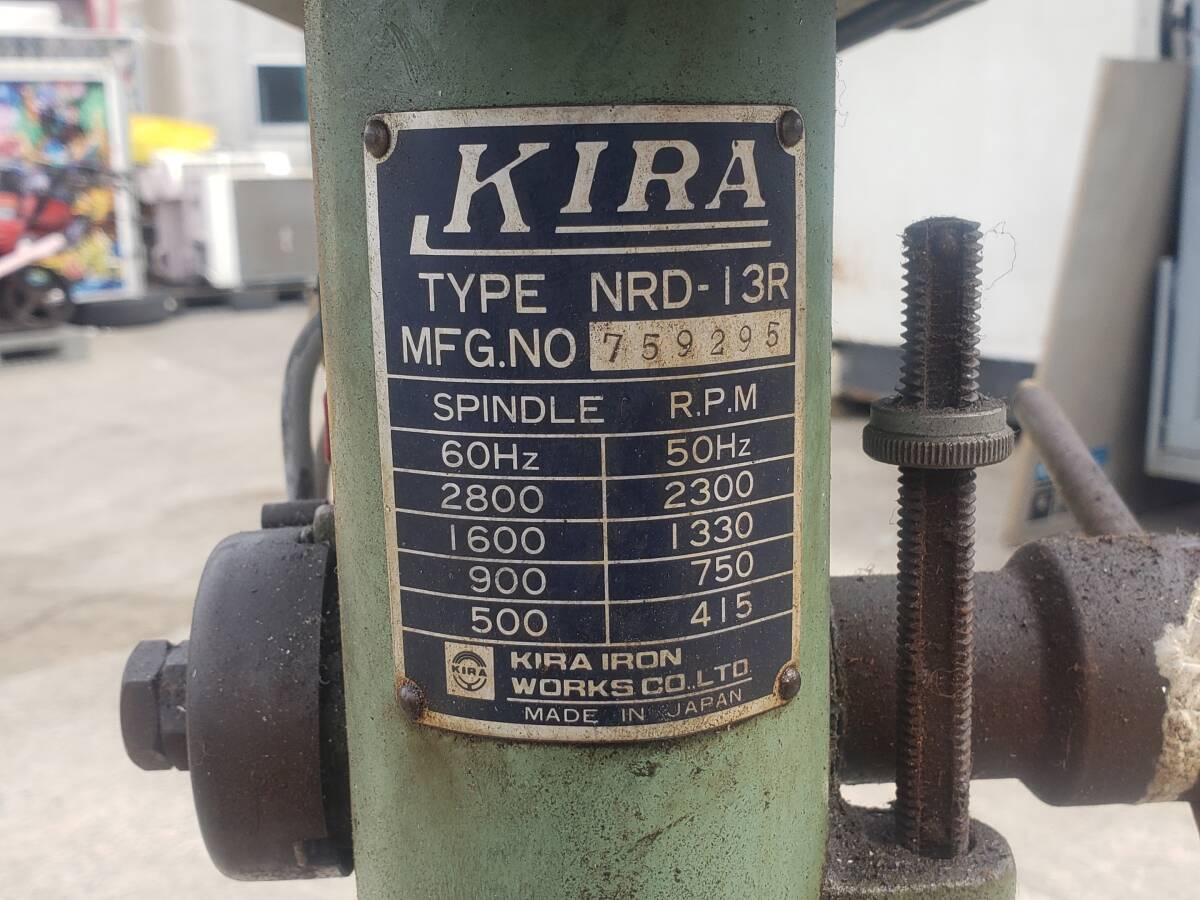 KIRA
TYPE NRD-13R
MFG.NO 759295
SPINDLE R.P.M
60Hz 50Hz
2800 2300
1600 1330
900 750
500 415
KIRA
KIRA IRON
WORKS.CO.,LTD.
MADE IN JAPAN